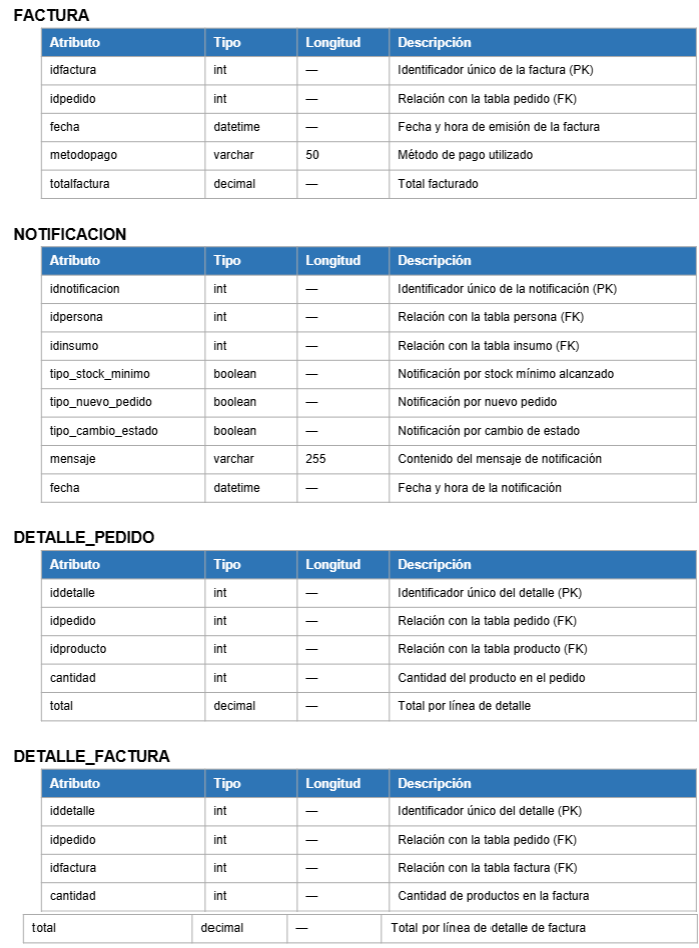 FACTURA
Atributo Tipo Longitud Descripción
idfactura int — Identificador único de la factura (PK)
idpedido int — Relación con la tabla pedido (FK)
fecha datetime — Fecha y hora de emisión de la factura
metodopago varchar 50 Método de pago utilizado
totalfactura decimal — Total facturado
NOTIFICACION
Atributo Tipo Longitud Descripción
idnotificacion int — Identificador único de la notificación (PK)
idpersona int — Relación con la tabla persona (FK)
idinsumo int — Relación con la tabla insumo (FK)
tipo_stock_minimo boolean — Notificación por stock mínimo alcanzado
tipo_nuevo_pedido boolean — Notificación por nuevo pedido
tipo_cambio_estado boolean — Notificación por cambio de estado
mensaje varchar 255 Contenido del mensaje de notificación
fecha datetime — Fecha y hora de la notificación
DETALLE_PEDIDO
Atributo Tipo Longitud Descripción
iddetalle int — Identificador único del detalle (PK)
idpedido int — Relación con la tabla pedido (FK)
idproducto int — Relación con la tabla producto (FK)
cantidad int — Cantidad del producto en el pedido
total decimal — Total por línea de detalle
DETALLE_FACTURA
Atributo Tipo Longitud Descripción
iddetalle int — Identificador único del detalle (PK)
idpedido int — Relación con la tabla pedido (FK)
idfactura int — Relación con la tabla factura (FK)
cantidad int — Cantidad de productos en la factura
total decimal — Total por línea de detalle de factura